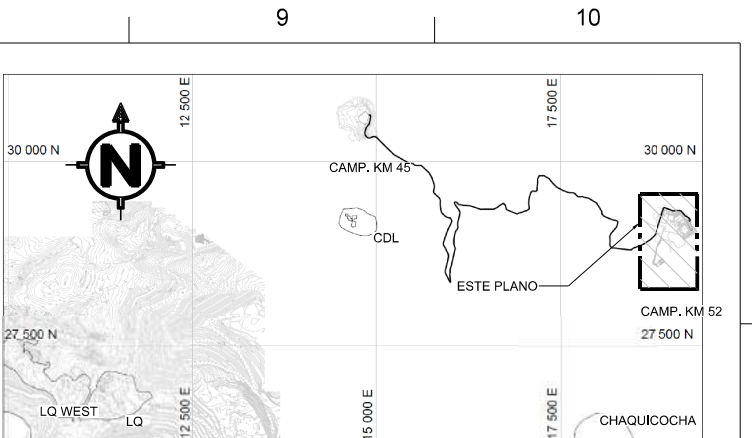 9
10
12 500 E
17 500 E
30 000 N
30 000 N
N
CAMP. KM 45
CDL
ESTE PLANO
CAMP. KM 52
27 500 N
27 500 N
LQ WEST
LQ
12 500 E
15 000 E
17 500 E
CHAQUICOCHA